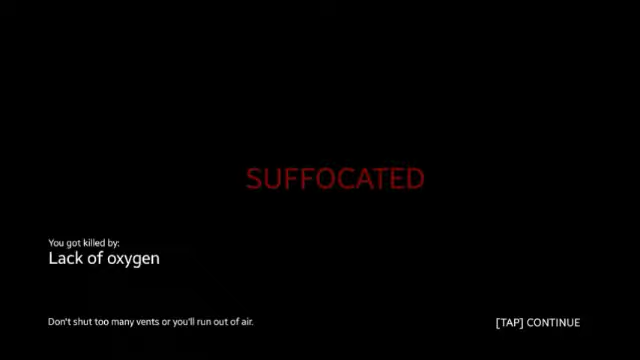 SUFFOCATED
You got killed by:
Lack of oxygen
Don't shut too many vents or you'll run out of air.
[TAP] CONTINUE